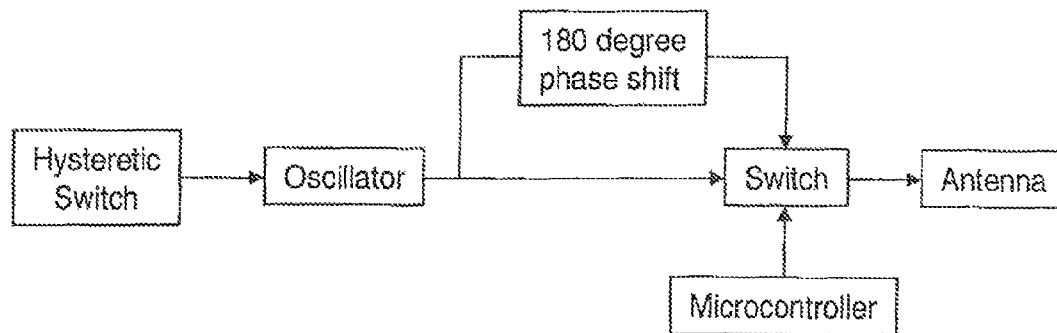 180 degree
phase shift
Hysteretic
Switch
Oscillator
Switch
Antenna
Microcontroller